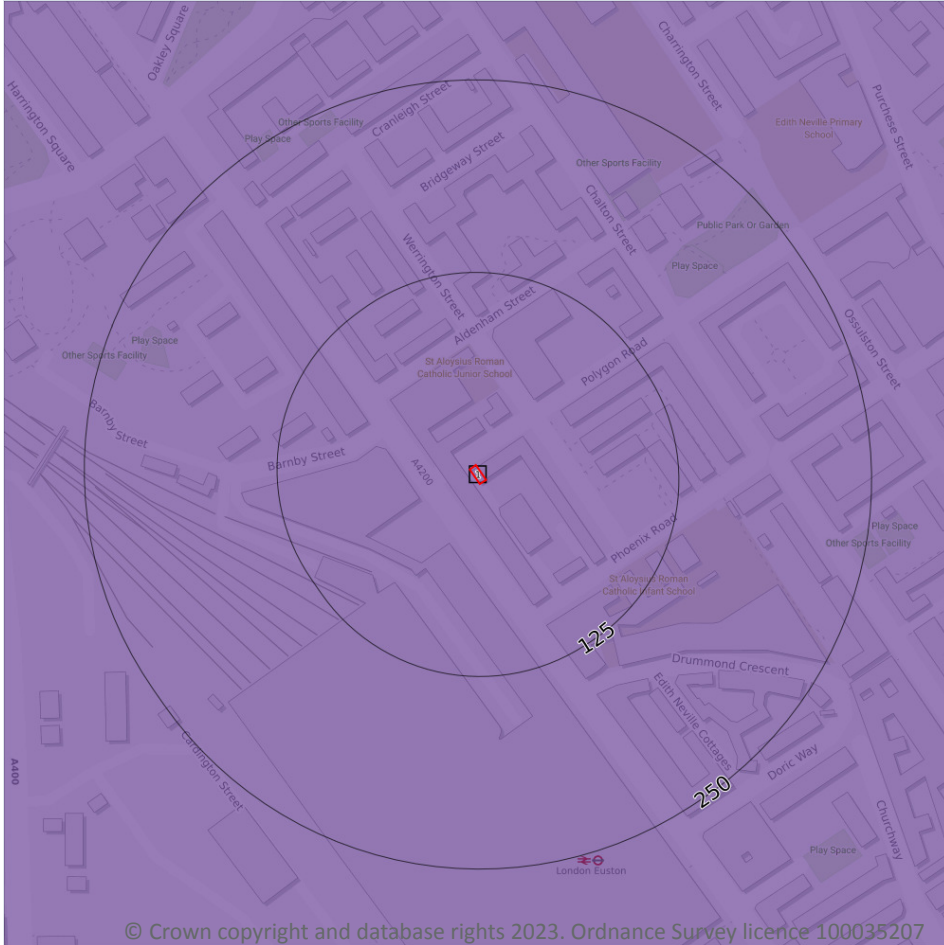 Oakley Square
Charrington Street
Harrington Square
Cranleigh Street
Purchese Street
Other Sports Facility
Play Space
Edith Neville Primary
School
Bridgeway Street
Other Sports Facility
Chalton Street
Public Park Or Garden
Werrington Street
Play Space
Aldenham Street
Ossulston Street
Play Space
Other Sports Facility
Polygon Road
St Aloysius Roman
Catholic Junior School
Barnby Street
Barnby Street
A4200
Phoenix Road
Play Space
Other Sports Facility
St Aloysius Roman
Catholic Infant School
125
Drummond Crescent
Edith Neville Cottages
Cardington Street
A400
Doric Way
250
Churchway
Play Space
London Euston
© Crown copyright and database rights 2023. Ordnance Survey licence 100035207